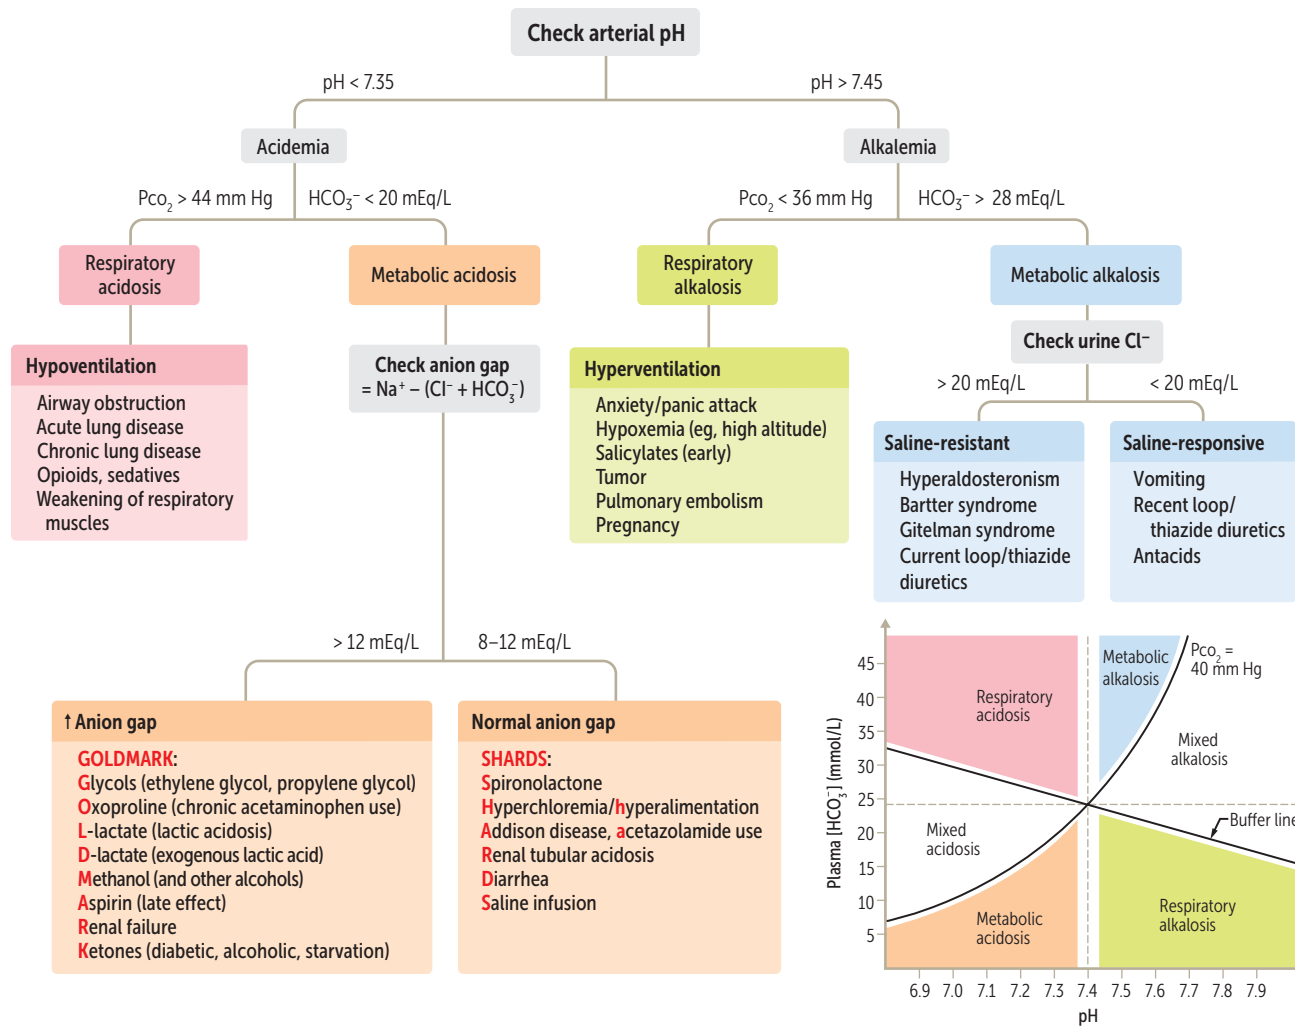 Check arterial pH
pH < 7.35
pH > 7.45
Acidemia
Alkalemia
Pco₂ > 44 mm Hg
HCO₃⁻ < 20 mEq/L
Pco₂ < 36 mm Hg
HCO₃⁻ > 28 mEq/L
Respiratory
acidosis
Metabolic acidosis
Respiratory
alkalosis
Metabolic alkalosis
Hypoventilation
Airway obstruction
Acute lung disease
Chronic lung disease
Opioids, sedatives
Weakening of respiratory
muscles
Check anion gap
= Na⁺ – (Cl⁻ + HCO₃⁻)
Hyperventilation
Anxiety/panic attack
Hypoxemia (eg, high altitude)
Salicylates (early)
Tumor
Pulmonary embolism
Pregnancy
Check urine Cl⁻
> 20 mEq/L
< 20 mEq/L
Saline-resistant
Hyperaldosteronism
Bartter syndrome
Gitelman syndrome
Current loop/thiazide
diuretics
Saline-responsive
Vomiting
Recent loop/
thiazide diuretics
Antacids
> 12 mEq/L
8–12 mEq/L
↑ Anion gap
GOLDMARK:
Glycols (ethylene glycol, propylene glycol)
Oxoproline (chronic acetaminophen use)
L-lactate (lactic acidosis)
D-lactate (exogenous lactic acid)
Methanol (and other alcohols)
Aspirin (late effect)
Renal failure
Ketones (diabetic, alcoholic, starvation)
Normal anion gap
SHARDS:
Spironolactone
Hyperchloremia/hyperalimentation
Addison disease, acetazolamide use
Renal tubular acidosis
Diarrhea
Saline infusion
Plasma [HCO₃⁻] (mmol/L)
45
40
35
30
25
20
15
10
5
Respiratory
acidosis
Metabolic
alkalosis
Pco₂ =
40 mm Hg
Mixed
alkalosis
Mixed
acidosis
Buffer line
Metabolic
acidosis
Respiratory
alkalosis
6.9 7.0 7.1 7.2 7.3 7.4 7.5 7.6 7.7 7.8 7.9
pH